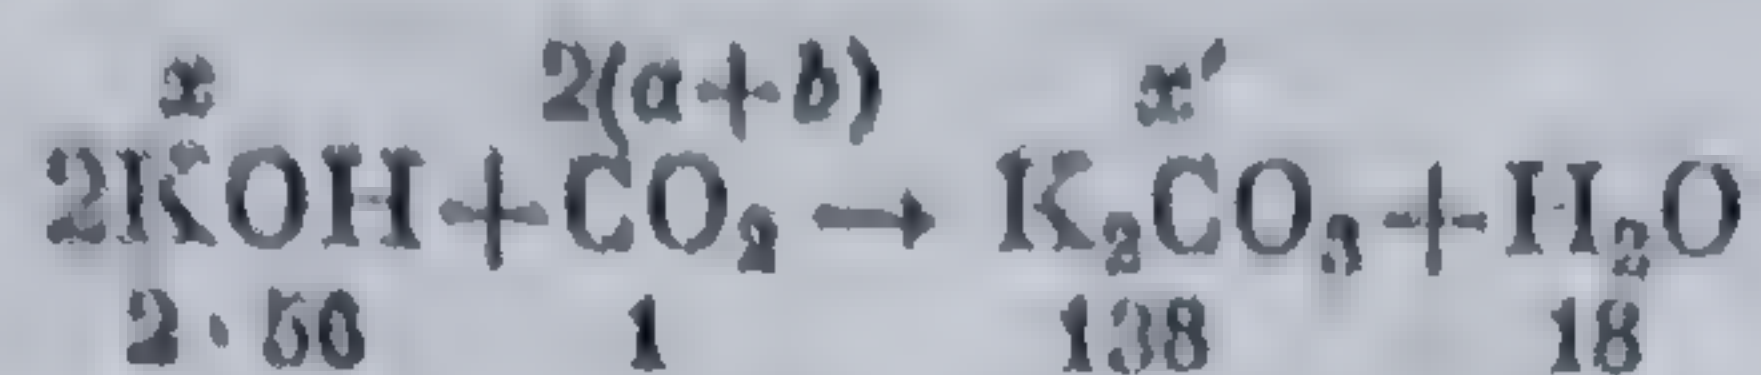 x 2(a + b) x′
2KOH + CO₂ → K₂CO₃ + H₂O
2 · 56 1 138 18